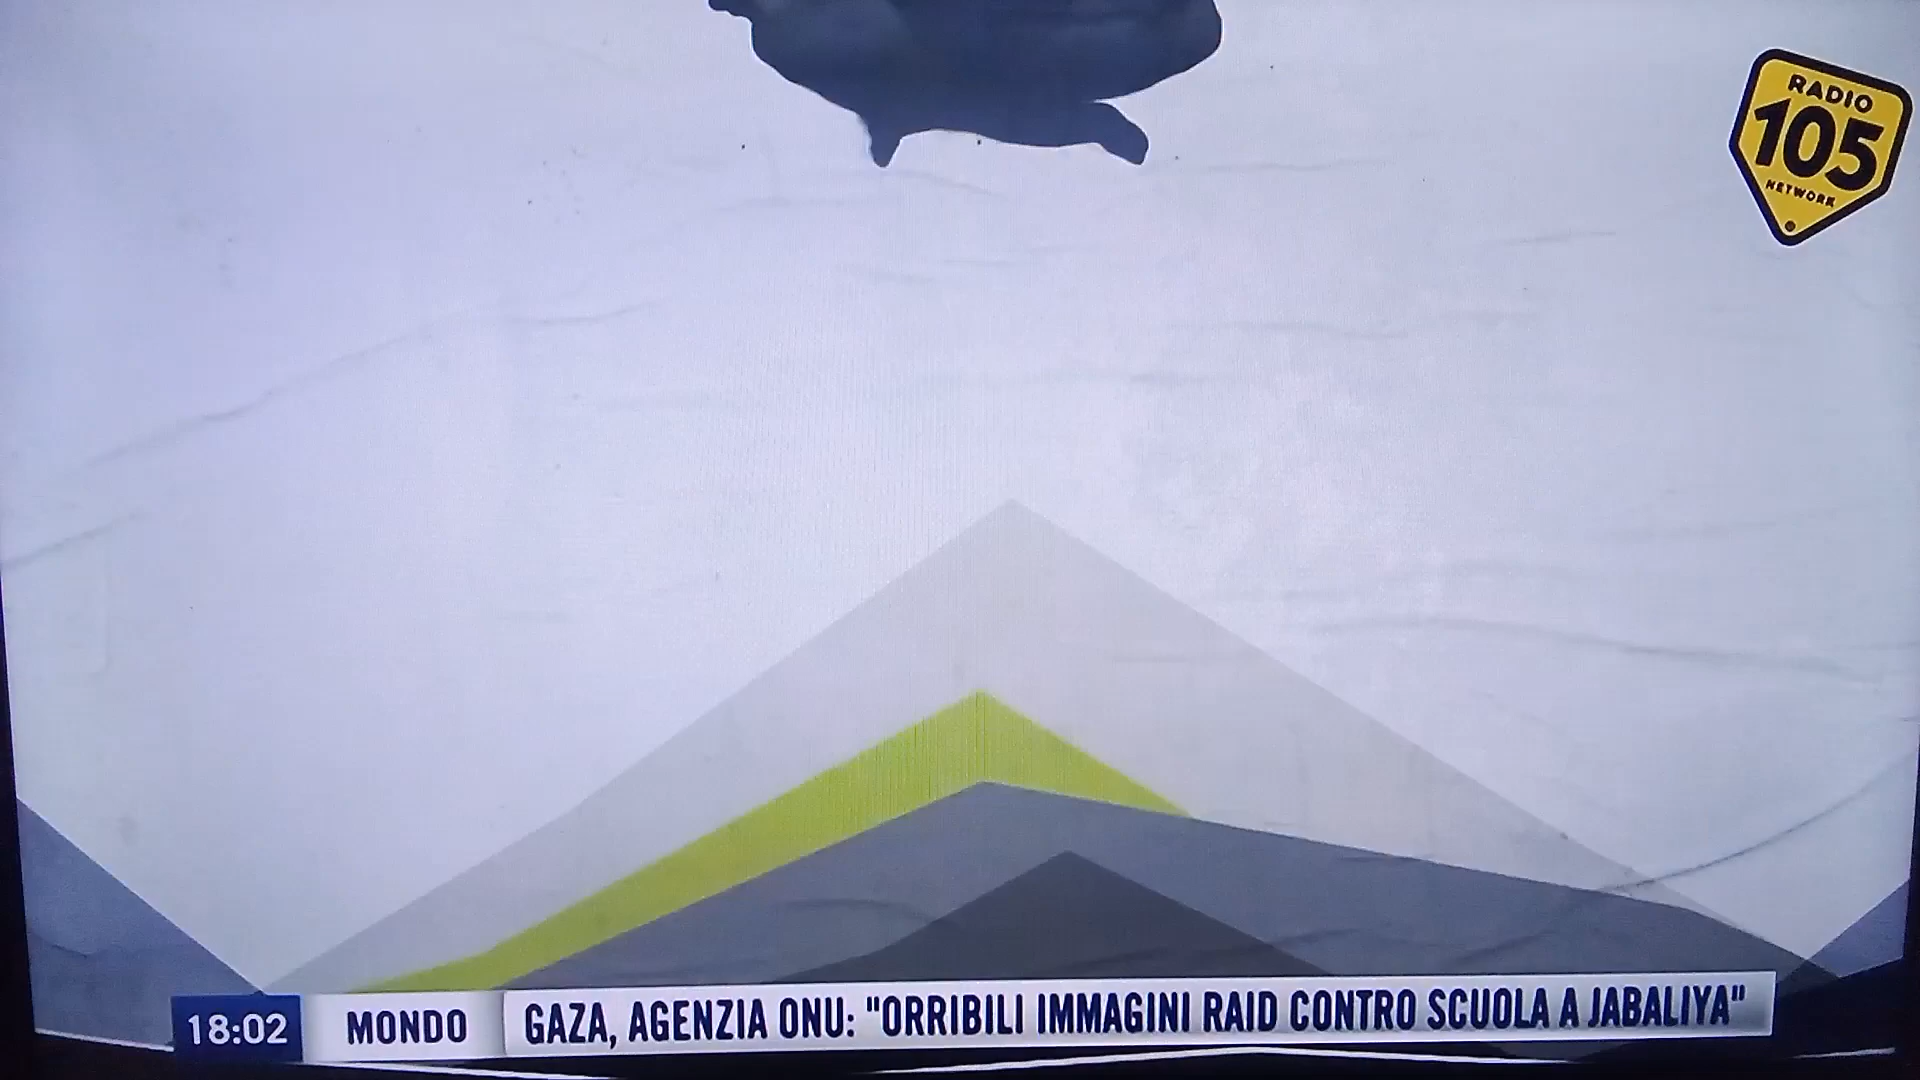 RADIO
105
NETWORK
18:02 MONDO GAZA, AGENZIA ONU: "ORRIBILI IMMAGINI RAID CONTRO SCUOLA A JABALIYA"